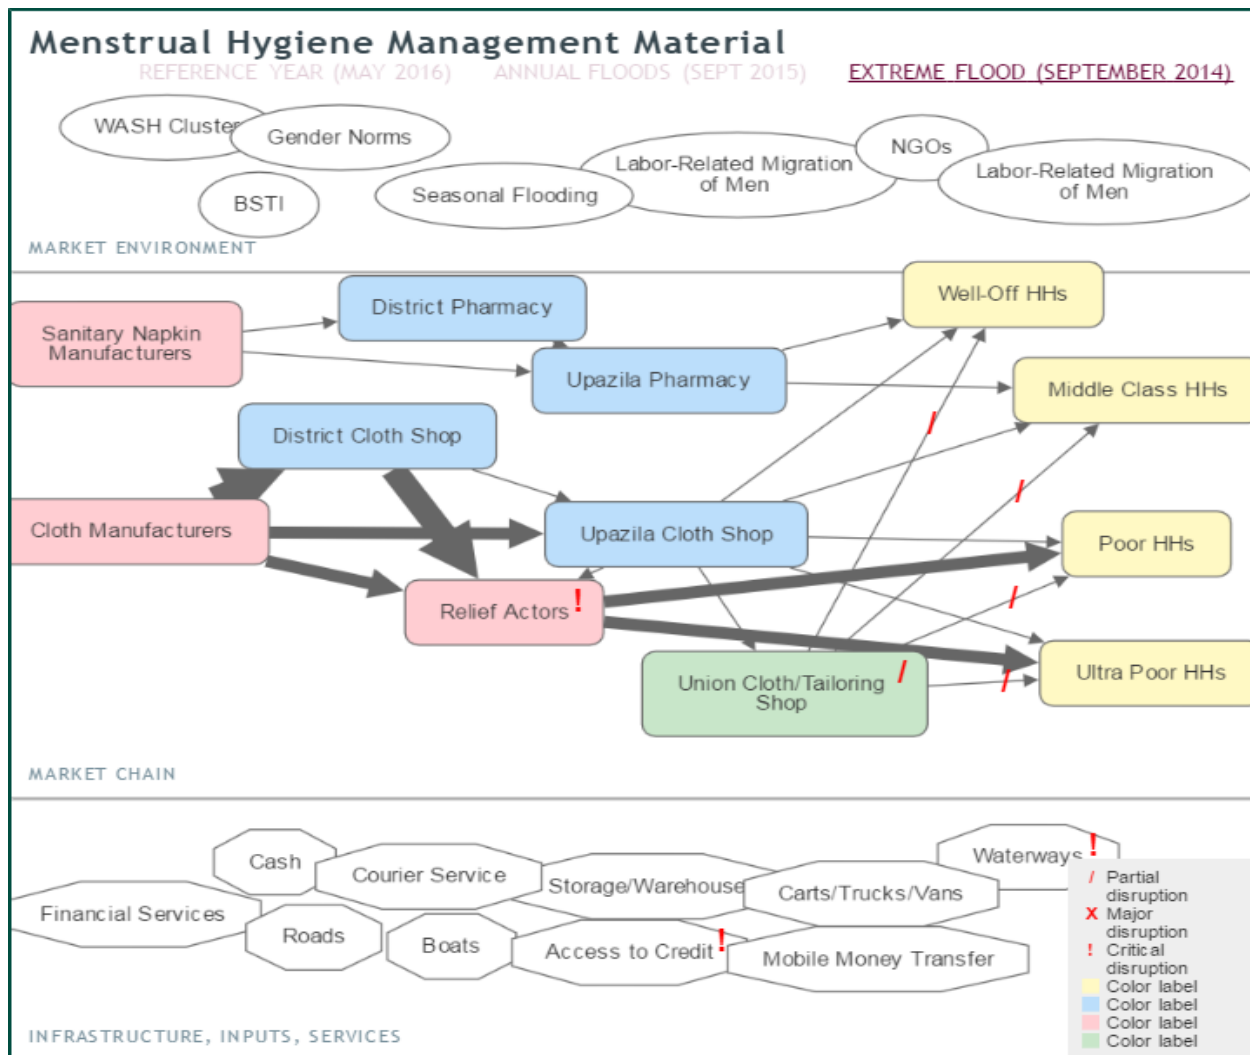 Menstrual Hygiene Management Material
REFERENCE YEAR (MAY 2016)
ANNUAL FLOODS (SEPT 2015)
EXTREME FLOOD (SEPTEMBER 2014)
WASH Cluster
Gender Norms
BSTI
Seasonal Flooding
Labor-Related Migration
of Men
NGOs
Labor-Related Migration
of Men
MARKET ENVIRONMENT
Sanitary Napkin
Manufacturers
District Pharmacy
Upazila Pharmacy
Well-Off HHs
Middle Class HHs
District Cloth Shop
Cloth Manufacturers
Upazila Cloth Shop
Poor HHs
Relief Actors !
Union Cloth/Tailoring /
Shop
Ultra Poor HHs
/
/
/
/
MARKET CHAIN
Cash
Courier Service
Storage/Warehouse
Carts/Trucks/Vans
Waterways !
Financial Services
Roads
Boats
Access to Credit !
Mobile Money Transfer
/ Partial
disruption
X Major
disruption
! Critical
disruption
Color label
Color label
Color label
Color label
INFRASTRUCTURE, INPUTS, SERVICES